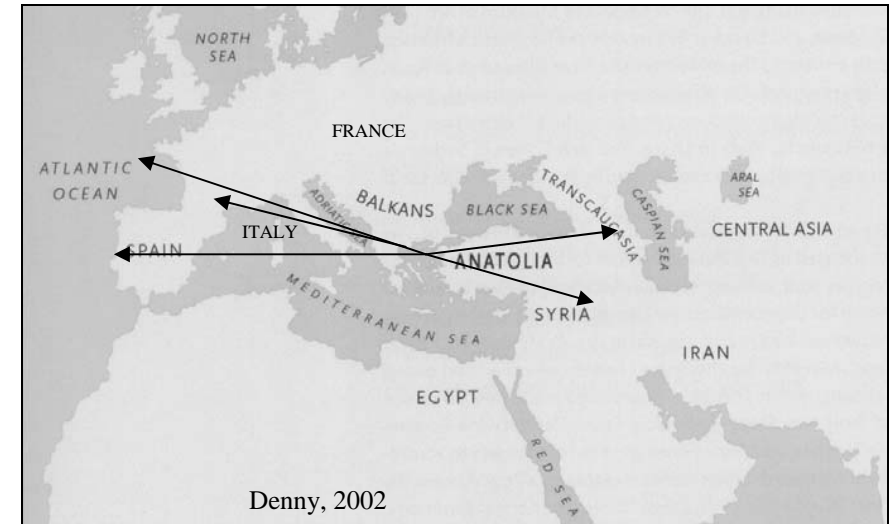 NORTH
SEA
FRANCE
ATLANTIC
OCEAN
ADRIATIC SEA
BALKANS
BLACK SEA
TRANSCAUCASIA
CASPIAN SEA
ARAL
SEA
CENTRAL ASIA
ITALY
SPAIN
ANATOLIA
MEDITERRANEAN SEA
SYRIA
IRAN
EGYPT
RED SEA
Denny, 2002